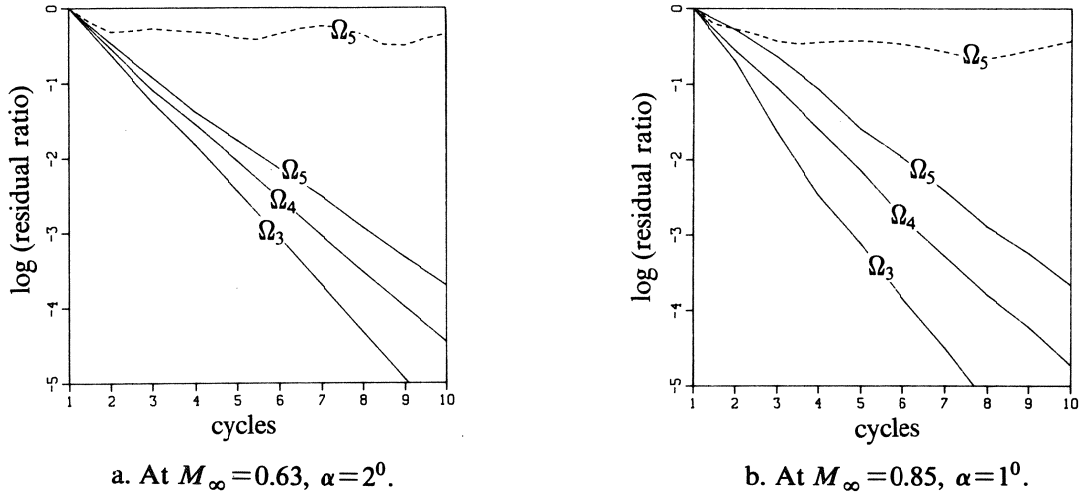 0
-1
-2
-3
-4
-5
log (residual ratio)
Ω5
Ω5
Ω4
Ω3
1 2 3 4 5 6 7 8 9 10
cycles
a. At M∞=0.63, α=2⁰.
0
-1
-2
-3
-4
-5
log (residual ratio)
Ω5
Ω5
Ω4
Ω3
1 2 3 4 5 6 7 8 9 10
cycles
b. At M∞=0.85, α=1⁰.